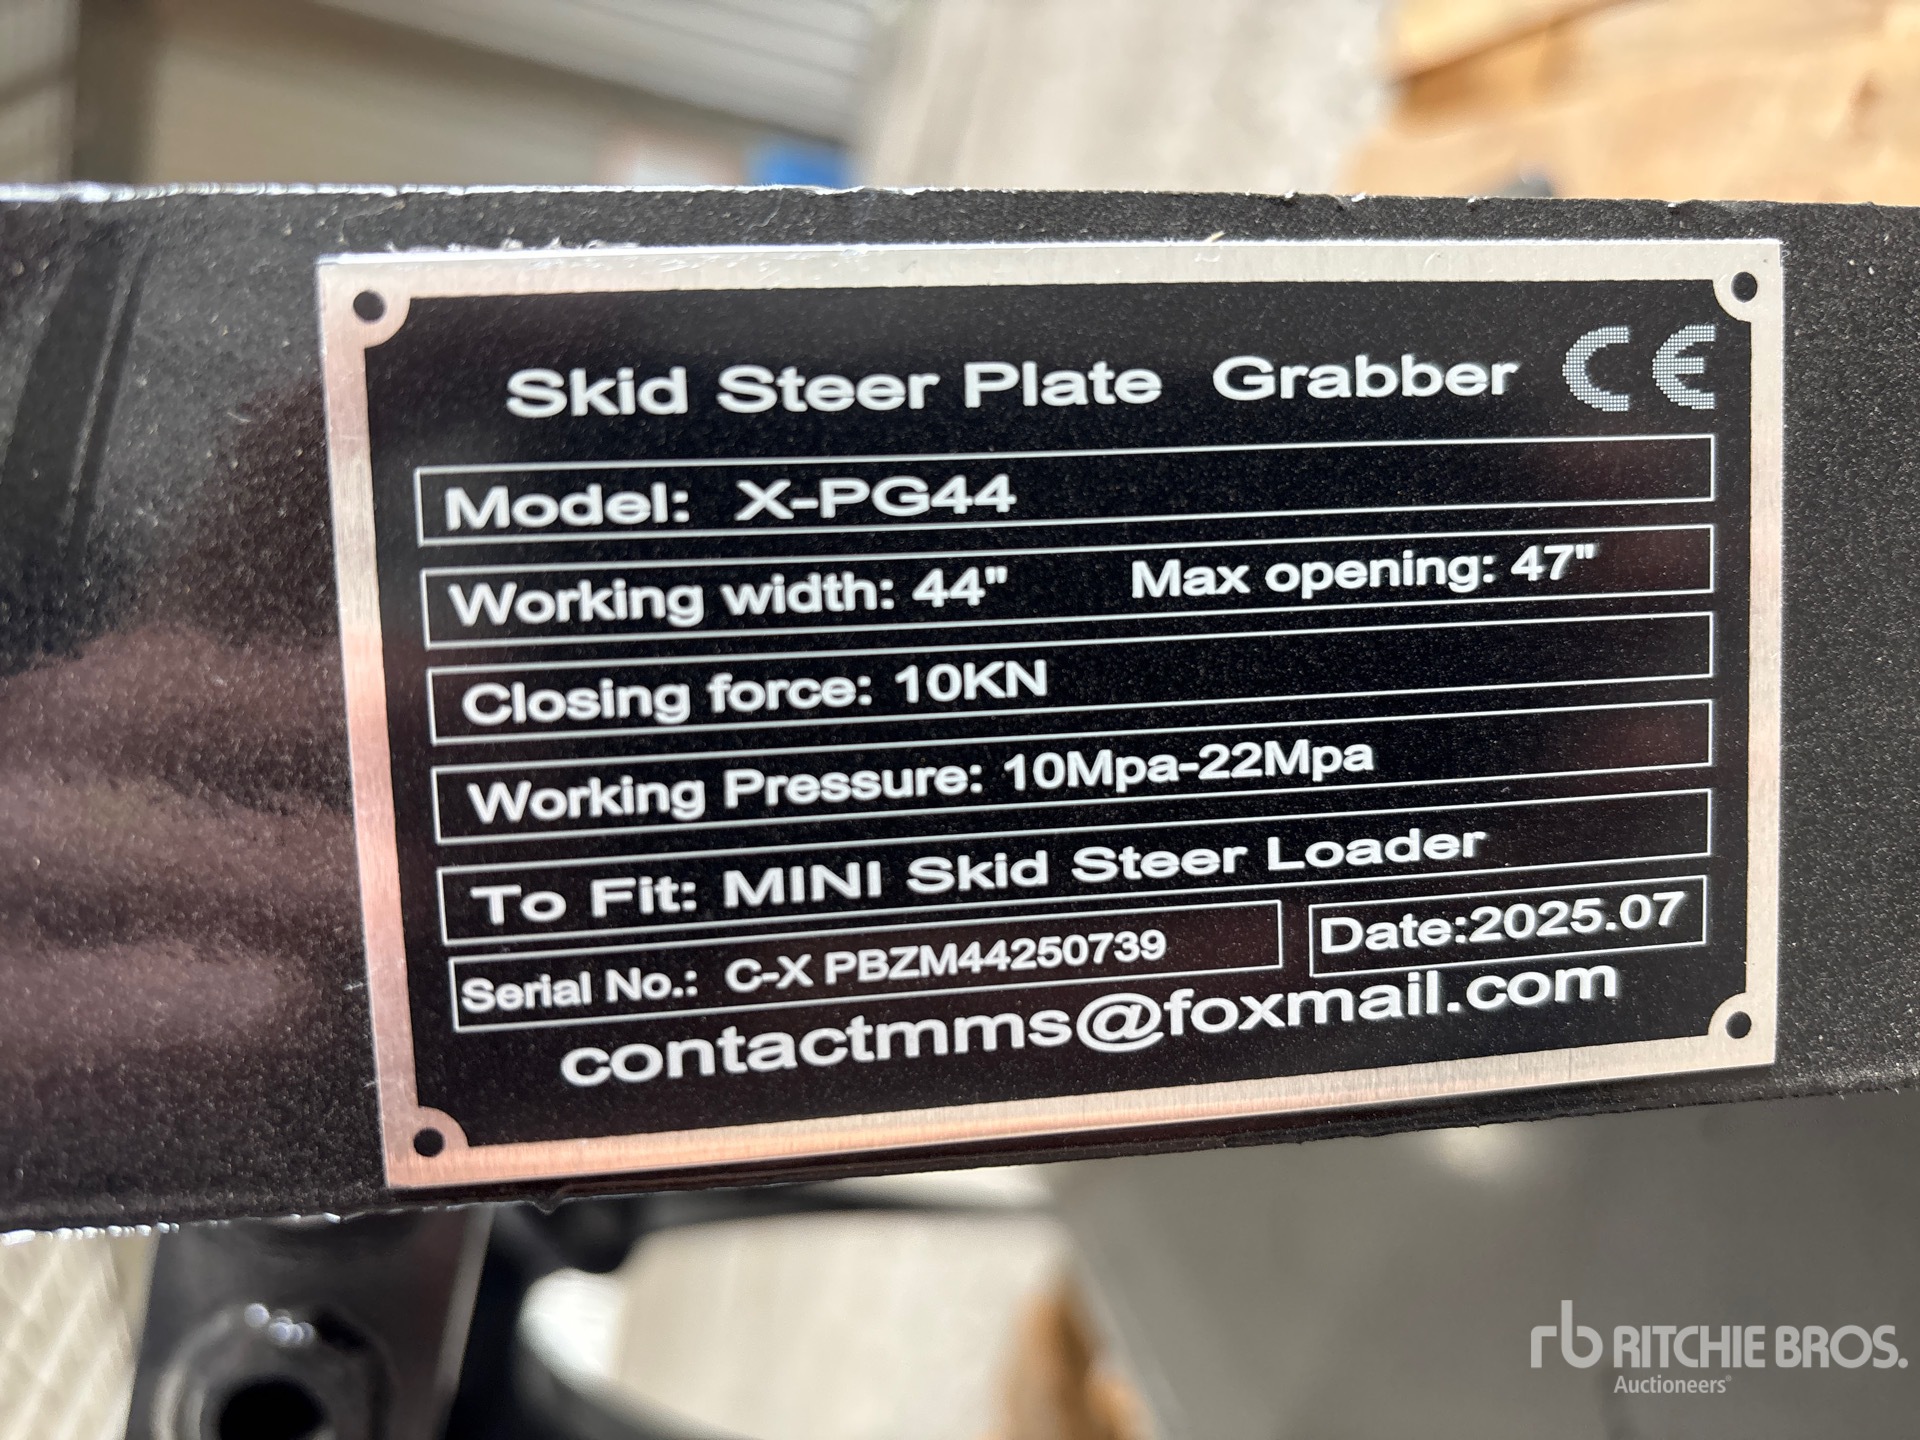 Skid Steer Plate Grabber CE
Model: X-PG44
Working width: 44" Max opening: 47"
Closing force: 10KN
Working Pressure: 10Mpa-22Mpa
To Fit: MINI Skid Steer Loader
Serial No.: C-X PBZM44250739 Date:2025.07
contactmms@foxmail.com
rb RITCHIE BROS.
Auctioneers